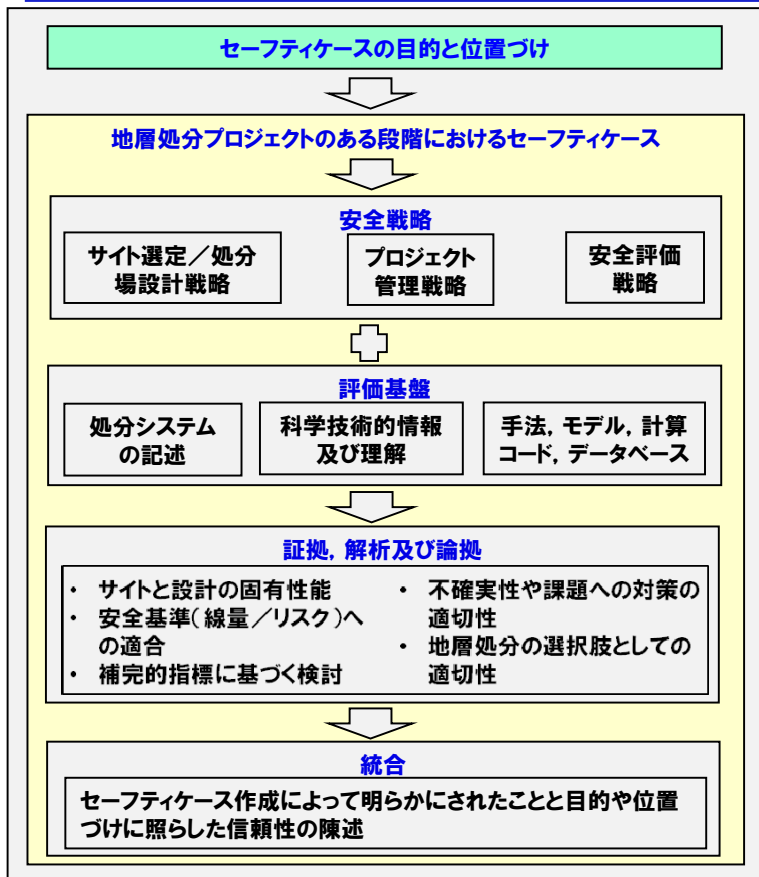 セーフティケースの目的と位置づけ
地層処分プロジェクトのある段階におけるセーフティケース
安全戦略
サイト選定／処分
場設計戦略
プロジェクト
管理戦略
安全評価
戦略
評価基盤
処分システム
の記述
科学技術的情報
及び理解
手法，モデル，計算
コード，データベース
証拠，解析及び論拠
・ サイトと設計の固有性能
・ 安全基準（線量／リスク）へ
の適合
・ 補完的指標に基づく検討
・ 不確実性や課題への対策の
適切性
・ 地層処分の選択肢としての
適切性
統合
セーフティケース作成によって明らかにされたことと目的や位置
づけに照らした信頼性の陳述